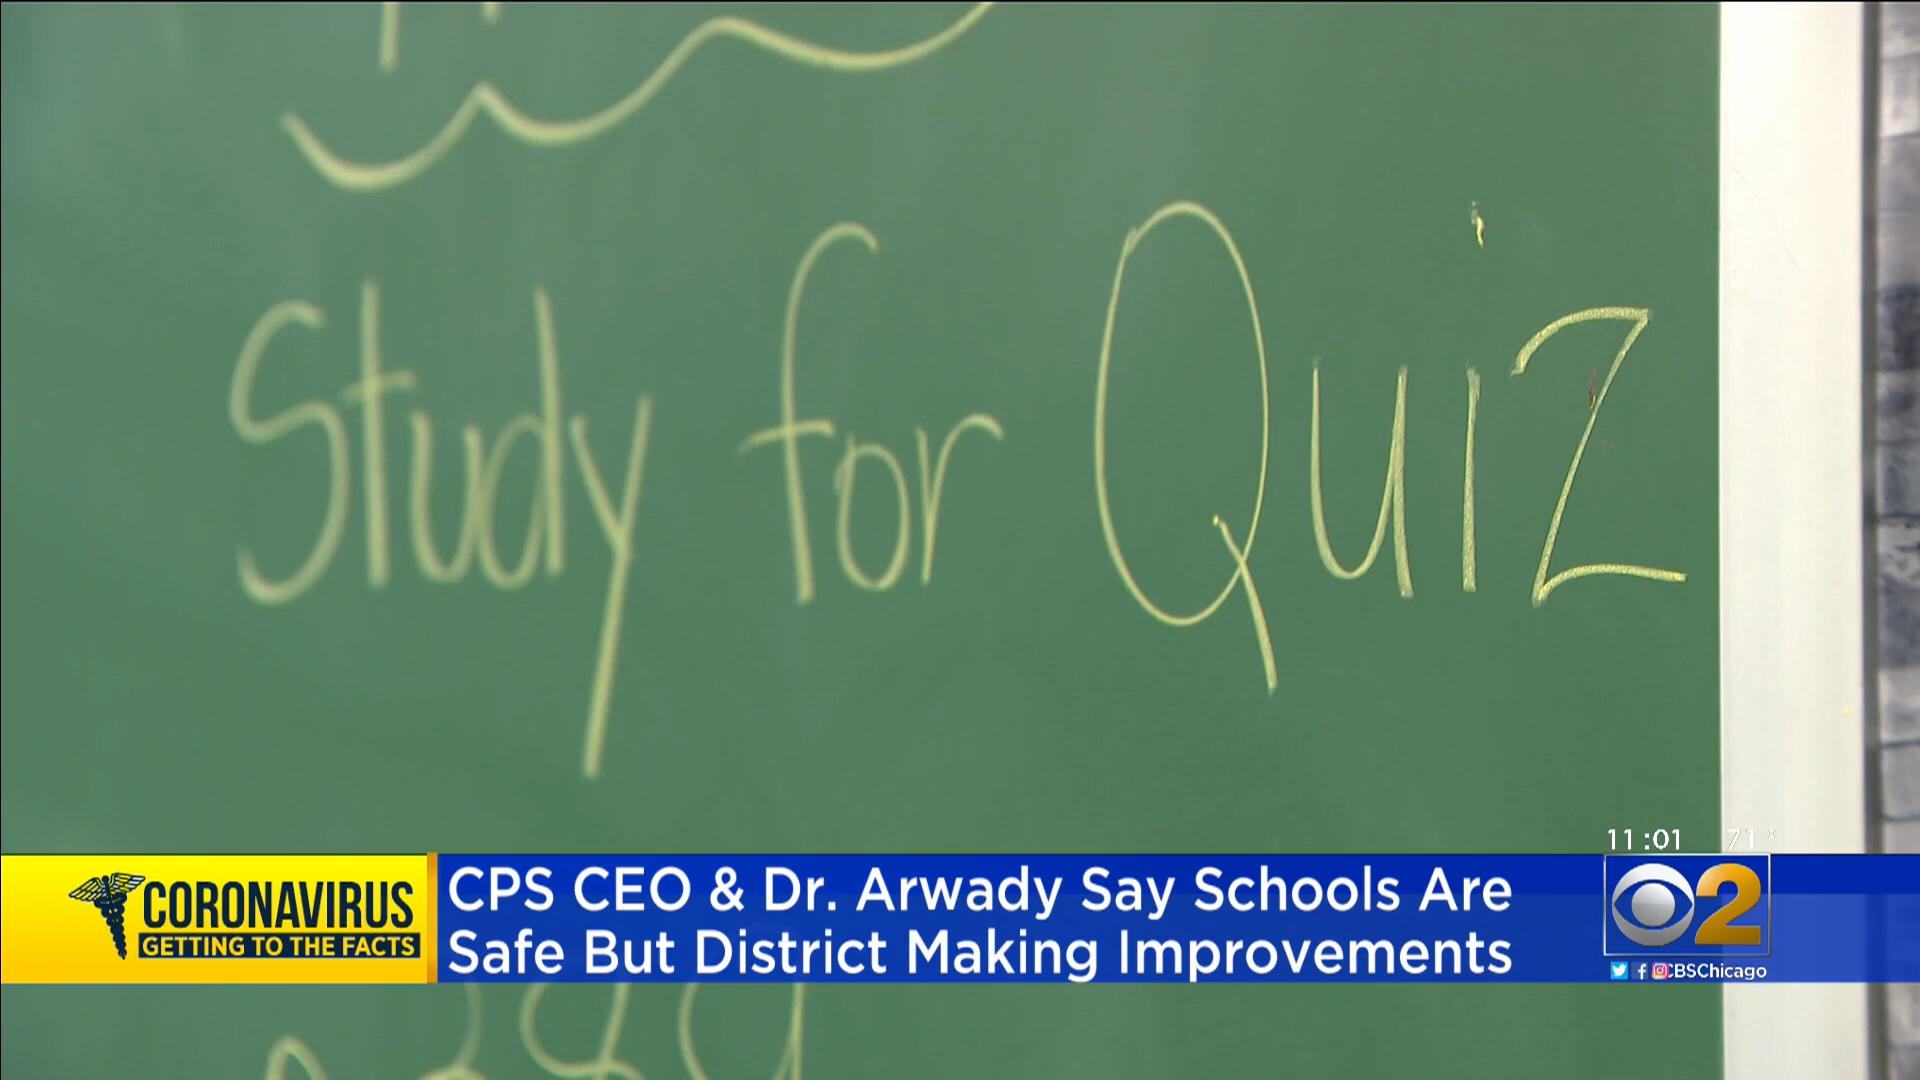 Study for Quiz
11:01 71°
CORONAVIRUS
GETTING TO THE FACTS
CPS CEO & Dr. Arwady Say Schools Are
Safe But District Making Improvements
2
CBSChicago